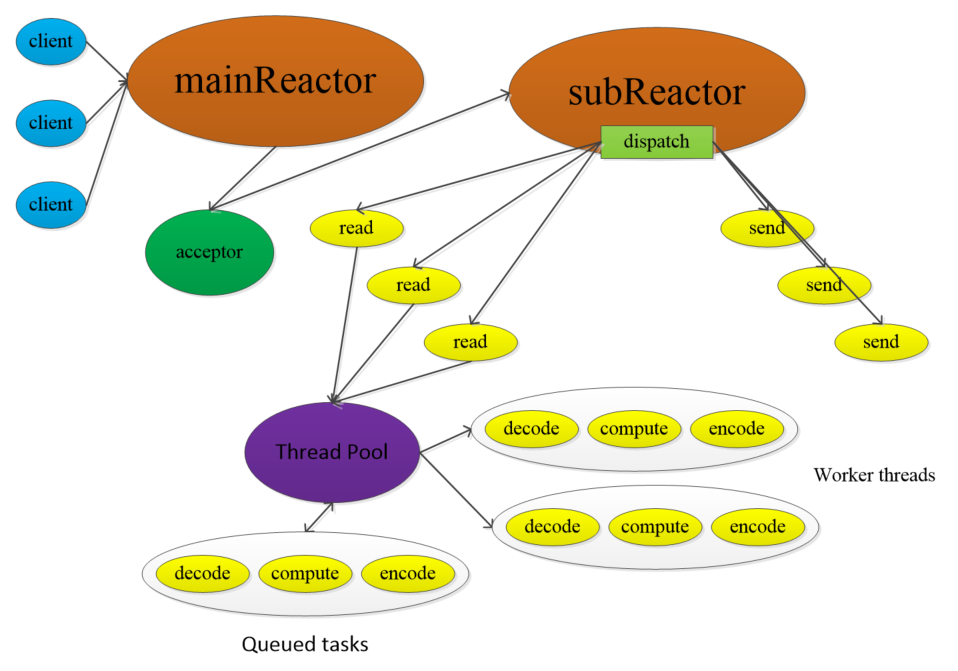 client
mainReactor
subReactor
client
dispatch
client
acceptor
read
send
read
send
read
send
Thread Pool
decode compute encode
Worker threads
decode compute encode
decode compute encode
Queued tasks